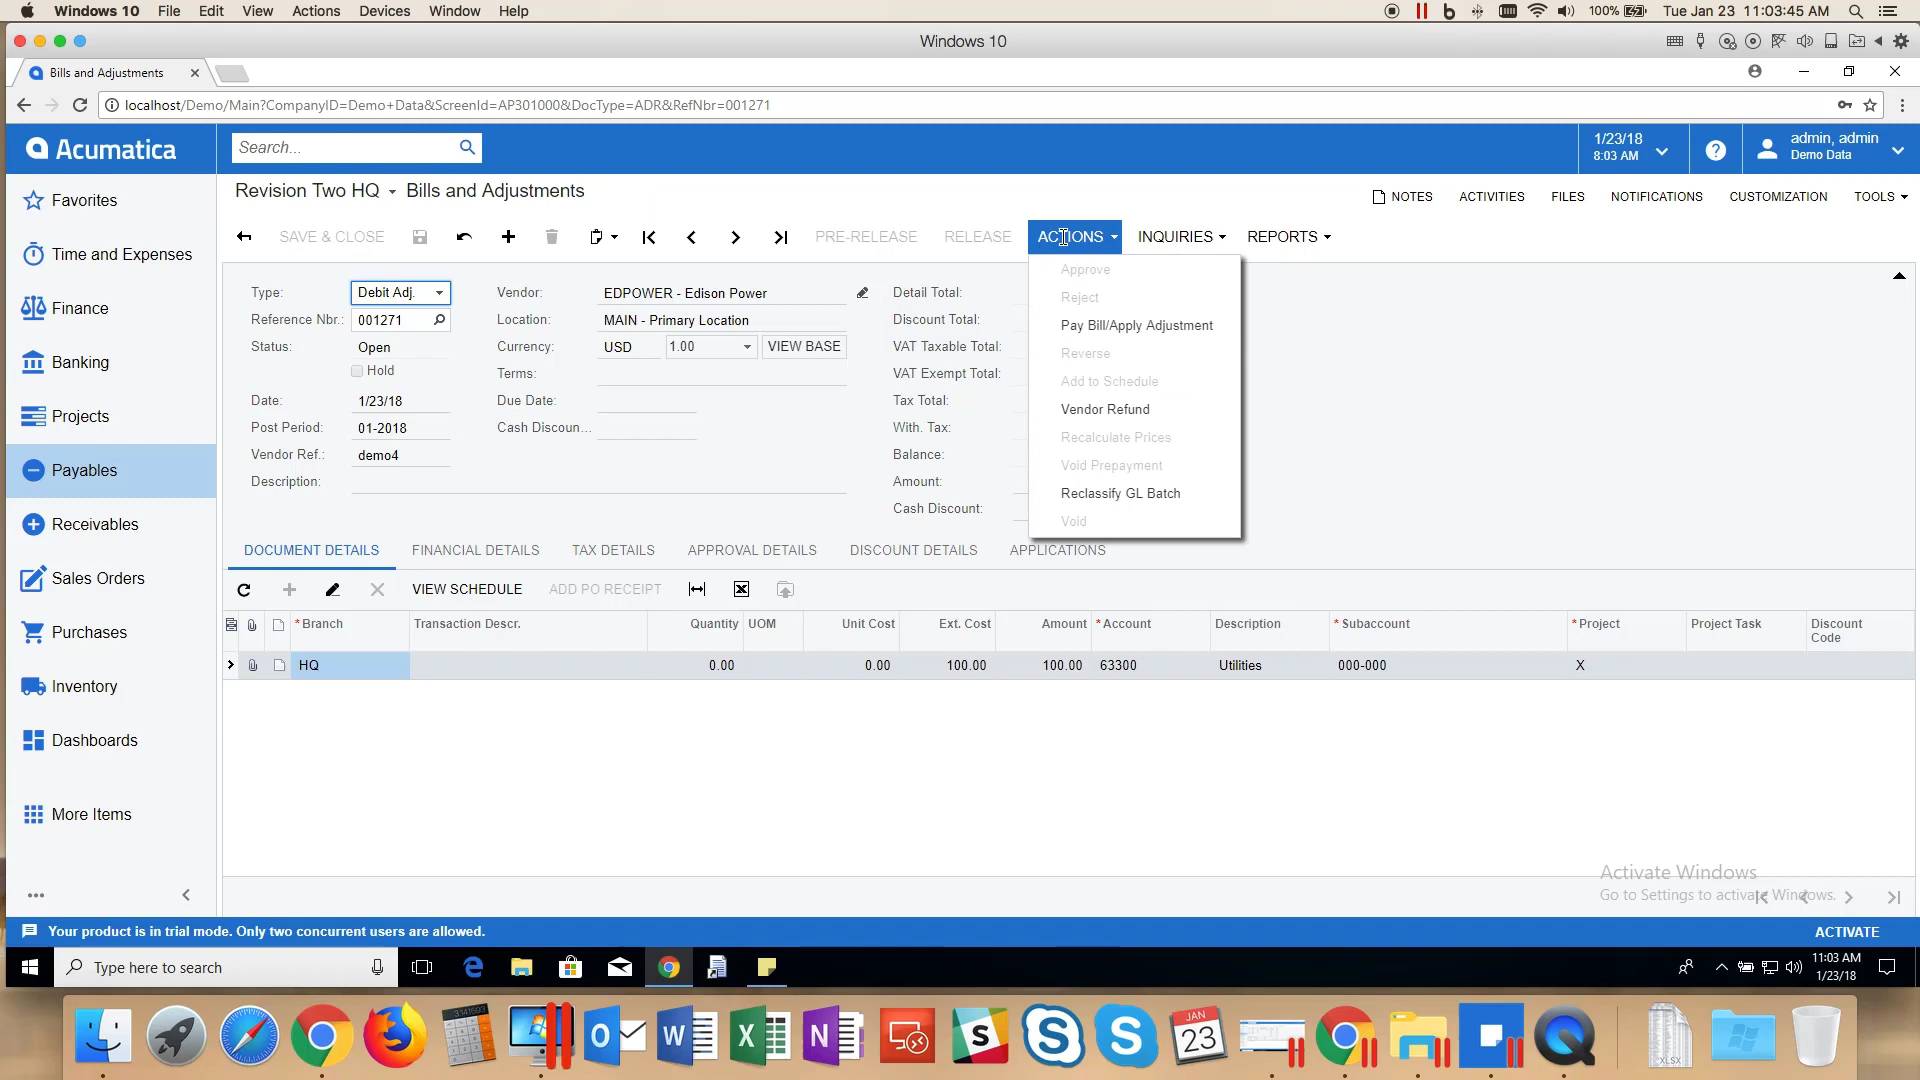 Windows 10 File Edit View Actions Devices Window Help
100% Tue Jan 23 11:03:45 AM
Windows 10
Bills and Adjustments
localhost/Demo/Main?CompanyID=Demo+Data&ScreenId=AP301000&DocType=ADR&RefNbr=001271
Acumatica
Search...
1/23/18
8:03 AM
admin, admin
Demo Data
Favorites
Time and Expenses
Finance
Banking
Projects
Payables
Receivables
Sales Orders
Purchases
Inventory
Dashboards
More Items
Revision Two HQ Bills and Adjustments
NOTES ACTIVITIES FILES NOTIFICATIONS CUSTOMIZATION TOOLS
SAVE & CLOSE PRE-RELEASE RELEASE ACTIONS INQUIRIES REPORTS
Type: Debit Adj.
Reference Nbr.: 001271
Status: Open
Hold
Date: 1/23/18
Post Period: 01-2018
Vendor Ref.: demo4
Description:
Vendor: EDPOWER - Edison Power
Location: MAIN - Primary Location
Currency: USD 1.00 VIEW BASE
Terms:
Due Date:
Cash Discoun...
Detail Total:
Discount Total:
VAT Taxable Total:
VAT Exempt Total:
Tax Total:
With. Tax:
Balance:
Amount:
Cash Discount:
Approve
Reject
Pay Bill/Apply Adjustment
Reverse
Add to Schedule
Vendor Refund
Recalculate Prices
Void Prepayment
Reclassify GL Batch
Void
DOCUMENT DETAILS FINANCIAL DETAILS TAX DETAILS APPROVAL DETAILS DISCOUNT DETAILS APPLICATIONS
VIEW SCHEDULE ADD PO RECEIPT
*Branch Transaction Descr. Quantity UOM Unit Cost Ext. Cost Amount *Account Description *Subaccount *Project Project Task Discount Code
HQ 0.00 0.00 100.00 100.00 63300 Utilities 000-000 X
Activate Windows
Go to Settings to activate Windows.
Your product is in trial mode. Only two concurrent users are allowed. ACTIVATE
Type here to search
11:03 AM
1/23/18
JAN
23
XLSX